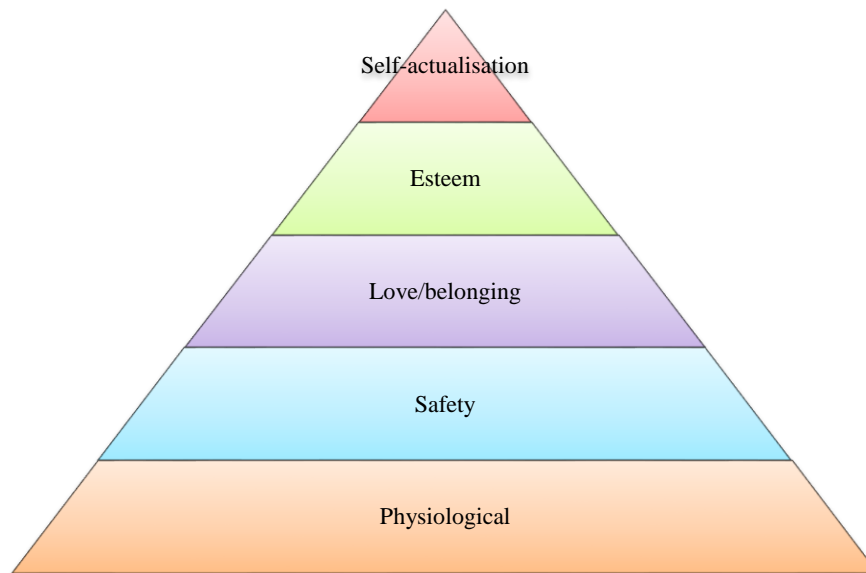 Self-actualisation
Esteem
Love/belonging
Safety
Physiological